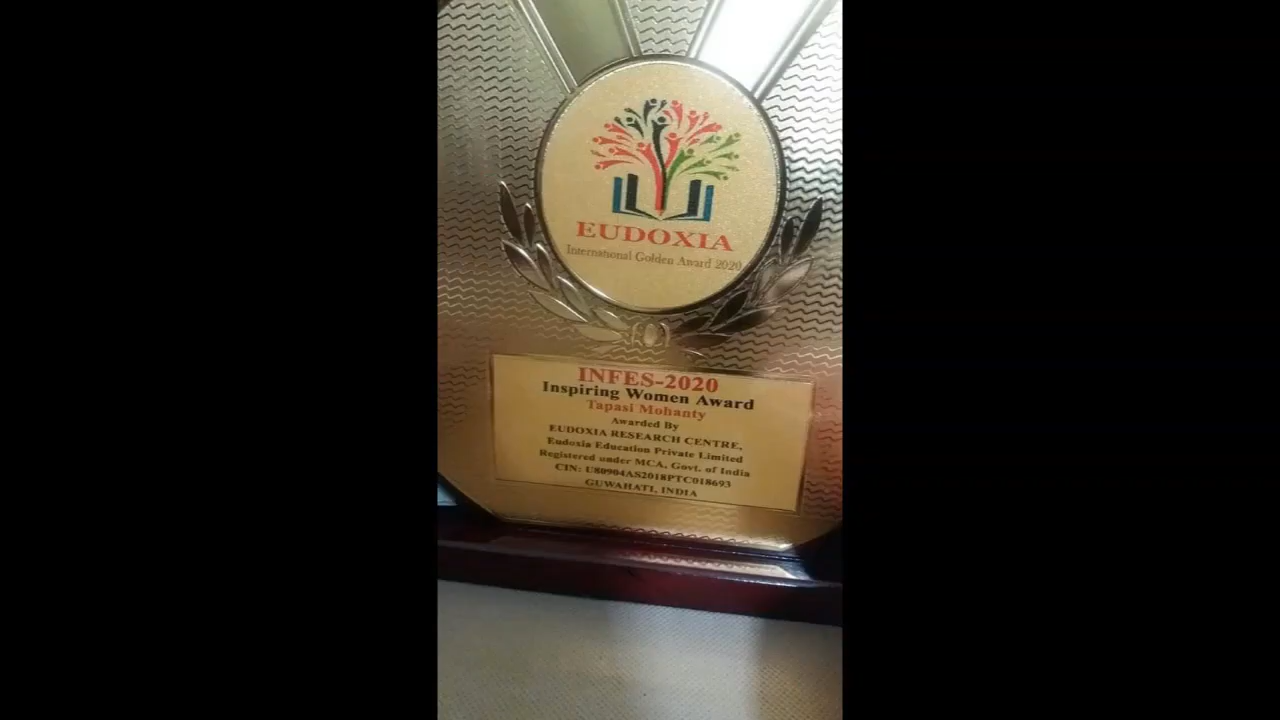 EUDOXIA
International Golden Award 2020
INFES-2020
Inspiring Women Award
Tapasi Mohanty
Awarded By
EUDOXIA RESEARCH CENTRE,
Eudoxia Education Private Limited
Registered under MCA, Govt. of India
CIN: U80904AS2018PTC018693
GUWAHATI, INDIA